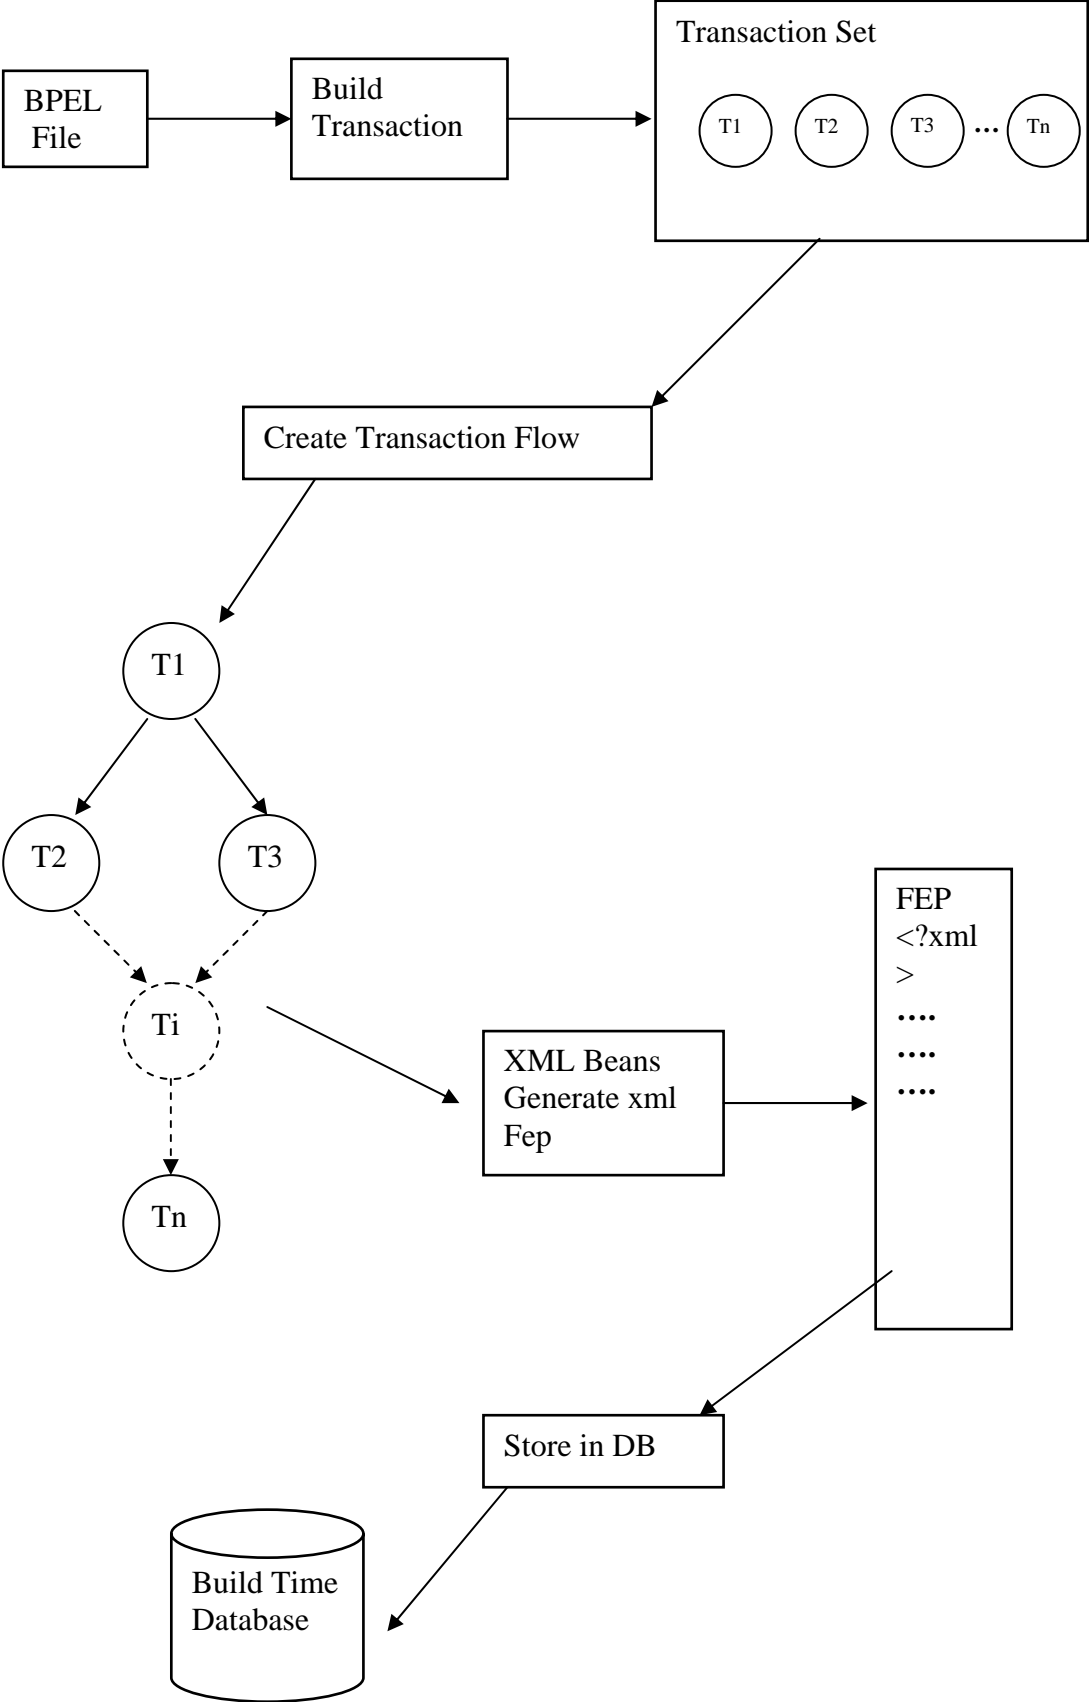 Transaction Set
BPEL
File
Build
Transaction
T1
T2
T3
...
Tn
Create Transaction Flow
T1
T2
T3
Ti
Tn
XML Beans
Generate xml
Fep
FEP
<?xml
>
....
....
....
Store in DB
Build Time
Database